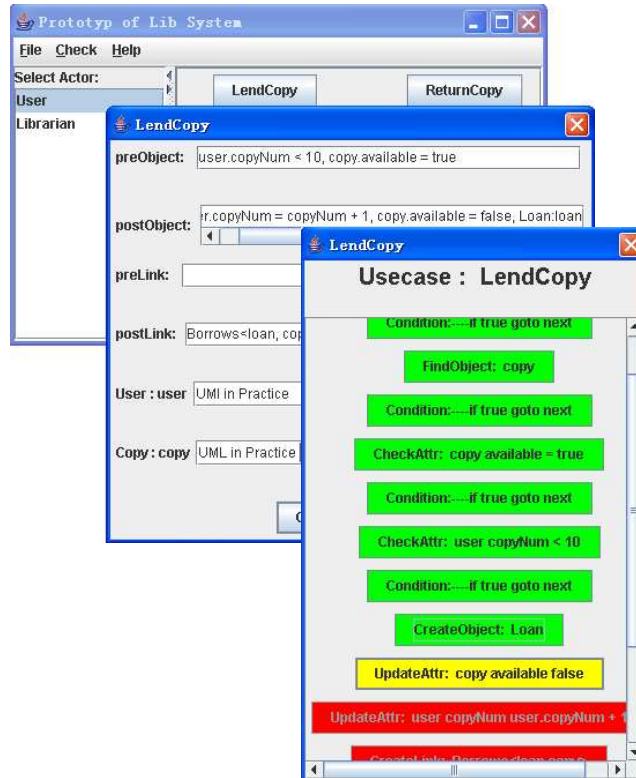 Prototyp of Lib System
File Check Help
Select Actor:
User
Librarian
LendCopy
ReturnCopy
LendCopy
preObject: user.copyNum < 10, copy.available = true
postObject: r.copyNum = copyNum + 1, copy.available = false, Loan:loan
preLink:
postLink: Borrows<loan, cop
User : user UMl in Practice
Copy : copy UML in Practice
LendCopy
Usecase : LendCopy
Condition:----if true goto next
FindObject: copy
Condition:----if true goto next
CheckAttr: copy available = true
Condition:----if true goto next
CheckAttr: user copyNum < 10
Condition:----if true goto next
CreateObject: Loan
UpdateAttr: copy available false
UpdateAttr: user copyNum user.copyNum + 1